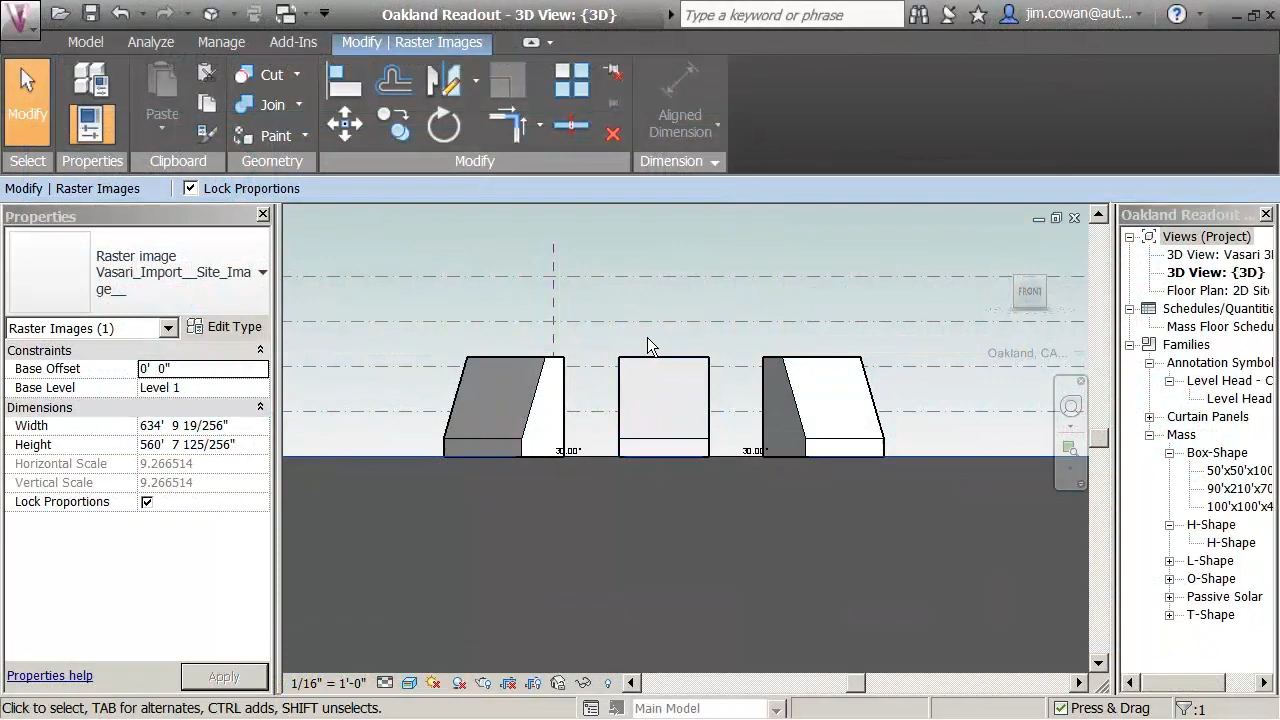 Oakland Readout - 3D View: {3D}
Type a keyword or phrase
jim.cowan@aut...
Model
Analyze
Manage
Add-Ins
Modify | Raster Images
Modify
Paste
Cut
Join
Paint
Aligned
Dimension
Select
Properties
Clipboard
Geometry
Modify
Dimension
Modify | Raster Images
Lock Proportions
Properties
Raster image
Vasari_Import__Site_Ima
ge__
Raster Images (1)
Edit Type
Constraints
Base Offset
0'  0"
Base Level
Level 1
Dimensions
Width
634'  9 19/256"
Height
560'  7 125/256"
Horizontal Scale
9.266514
Vertical Scale
9.266514
Lock Proportions
Properties help
Apply
FRONT
Oakland, CA...
30.00°
30.00°
1/16" = 1'-0"
Oakland Readout ...
Views (Project)
3D View: Vasari 3
3D View: {3D}
Floor Plan: 2D Sit
Schedules/Quantitie
Mass Floor Schedu
Families
Annotation Symbol
Level Head - C
Level Head
Curtain Panels
Mass
Box-Shape
50'x50'x100
90'x210'x70
100'x100'x4
H-Shape
H-Shape
L-Shape
O-Shape
Passive Solar
T-Shape
Click to select, TAB for alternates, CTRL adds, SHIFT unselects.
Main Model
Press & Drag
:1